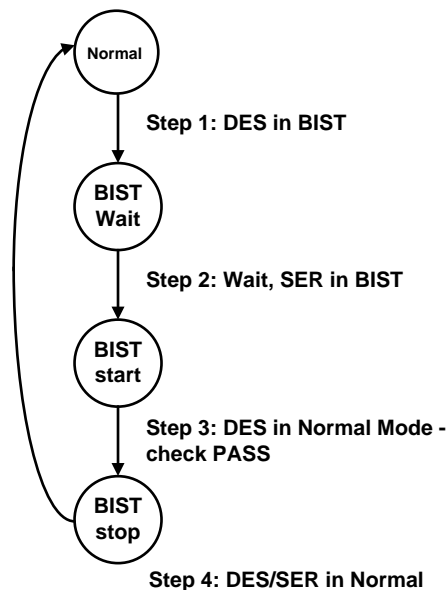 Normal
Step 1: DES in BIST
BIST
Wait
Step 2: Wait, SER in BIST
BIST
start
Step 3: DES in Normal Mode -
check PASS
BIST
stop
Step 4: DES/SER in Normal